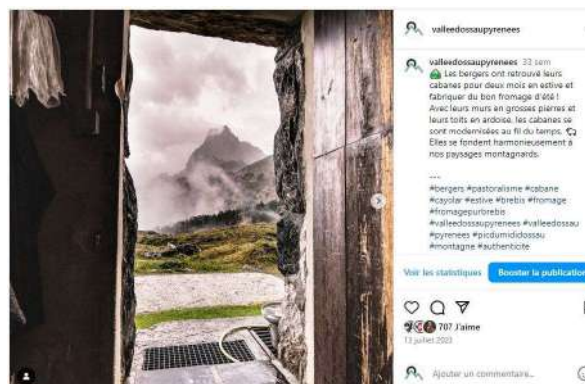 valleedossaupyrenees
valleedossaupyrenees 33 sem
Les bergers ont retrouvé leurs
cabanes pour deux mois en estive et
fabriquer du bon fromage d'été !
Avec leurs murs en grosses pierres et
leurs toits en ardoise, les cabanes se
sont modernisées au fil du temps.
Elles se fondent harmonieusement à
nos paysages montagnards.
---
#bergers #pastoralisme #cabane
#cayolar #estive #brebis #fromage
#fromagepurbrebis
#valleedossaupyrenees #valleedossau
#pyrenees #picdumididossau
#montagne #authenticite
Voir les statistiques Booster la publication
707 J'aime
13 juillet 2023
Ajouter un commentaire...